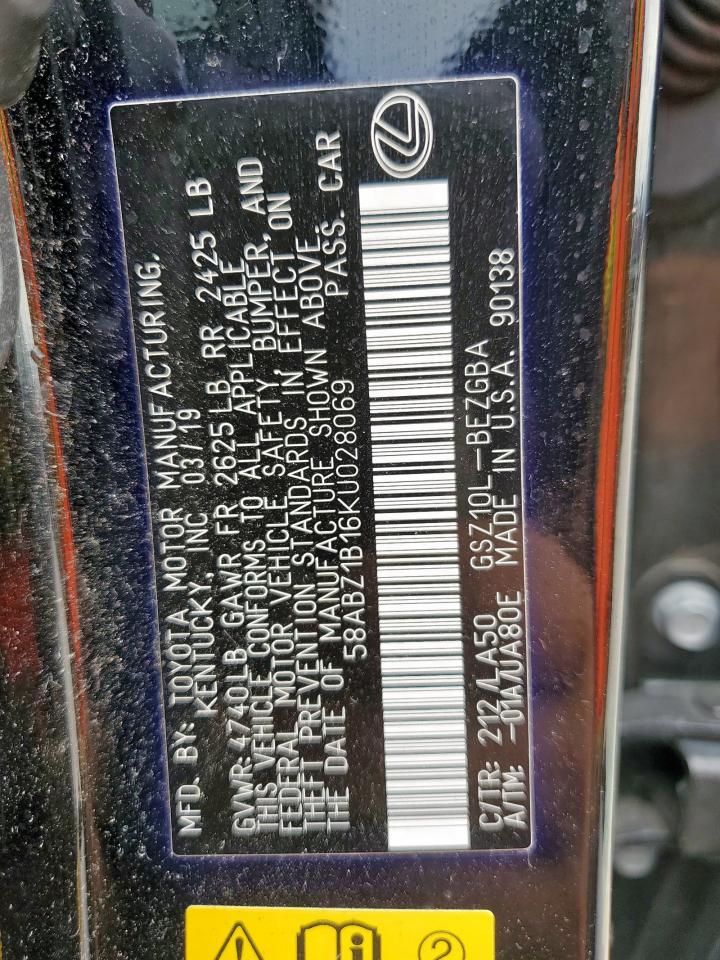 MFD. BY: TOYOTA MOTOR MANUFACTURING.
KENTUCKY, INC 03/19
GVWR:4740LB GAWR FR 2625 LB RR 2425 LB
THIS VEHICLE CONFORMS TO ALL APPLICABLE
FEDERAL MOTOR VEHICLE SAFETY, BUMPER, AND
THEFT PREVENTION STANDARDS IN EFFECT ON
THE DATE OF MANUFACTURE SHOWN ABOVE.
58ABZ1B16KU028069 PASS. CAR
C/TR: 212/LA50 GSZ10L-BEZGBA
A/TM: -01A/UA80E MADE IN U.S.A. 90138